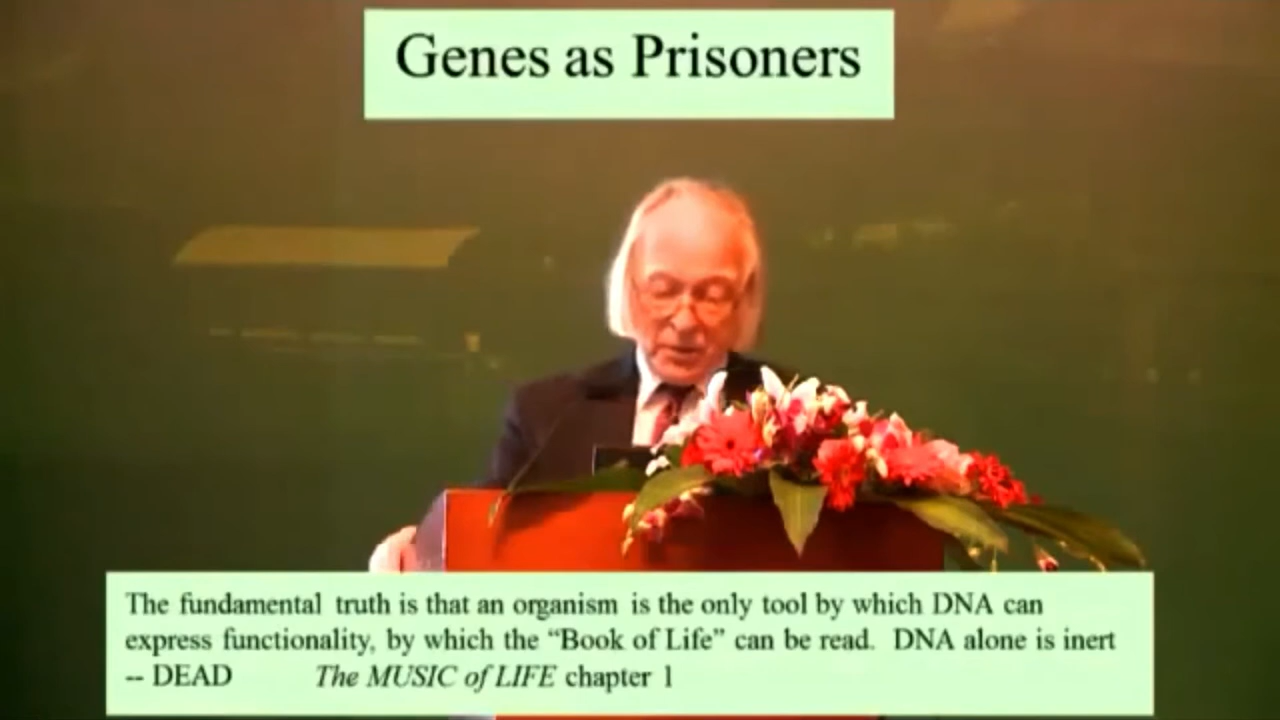 Genes as Prisoners
The fundamental truth is that an organism is the only tool by which DNA can
express functionality, by which the “Book of Life” can be read. DNA alone is inert
-- DEAD The MUSIC of LIFE chapter 1